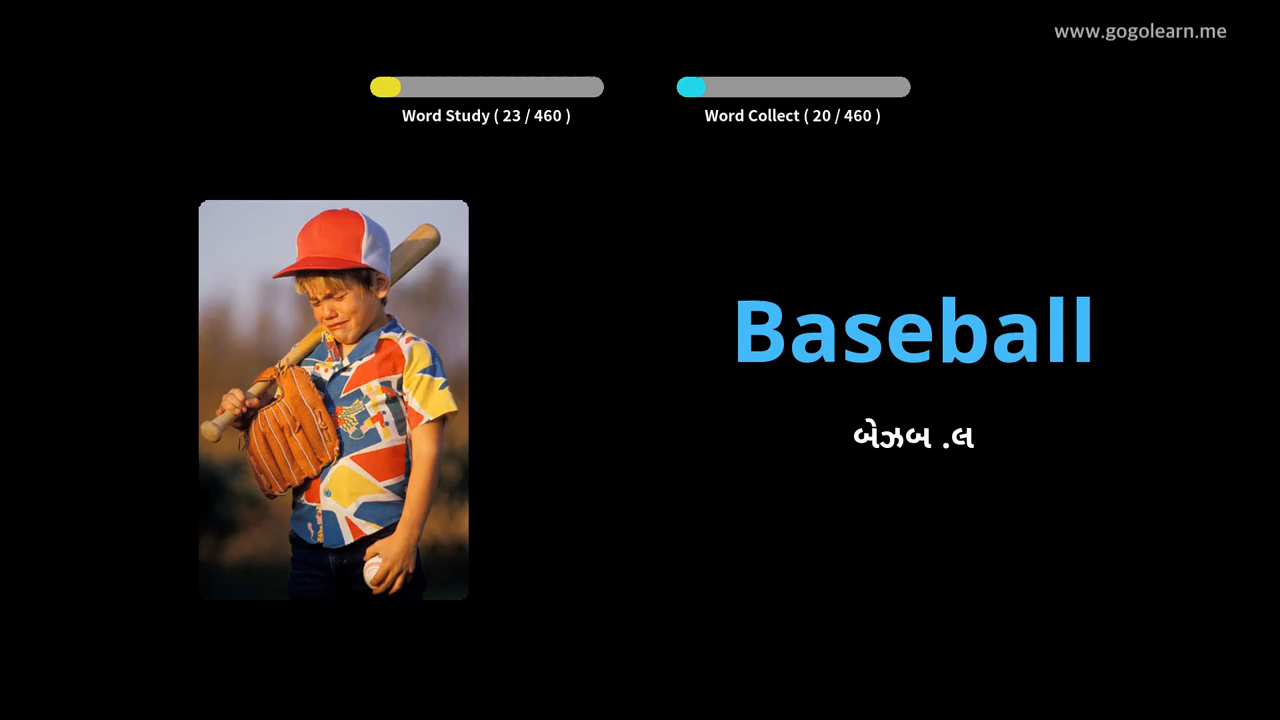 www.gogolearn.me
Word Study ( 23 / 460 )
Word Collect ( 20 / 460 )
Baseball
બેઝબ .લ